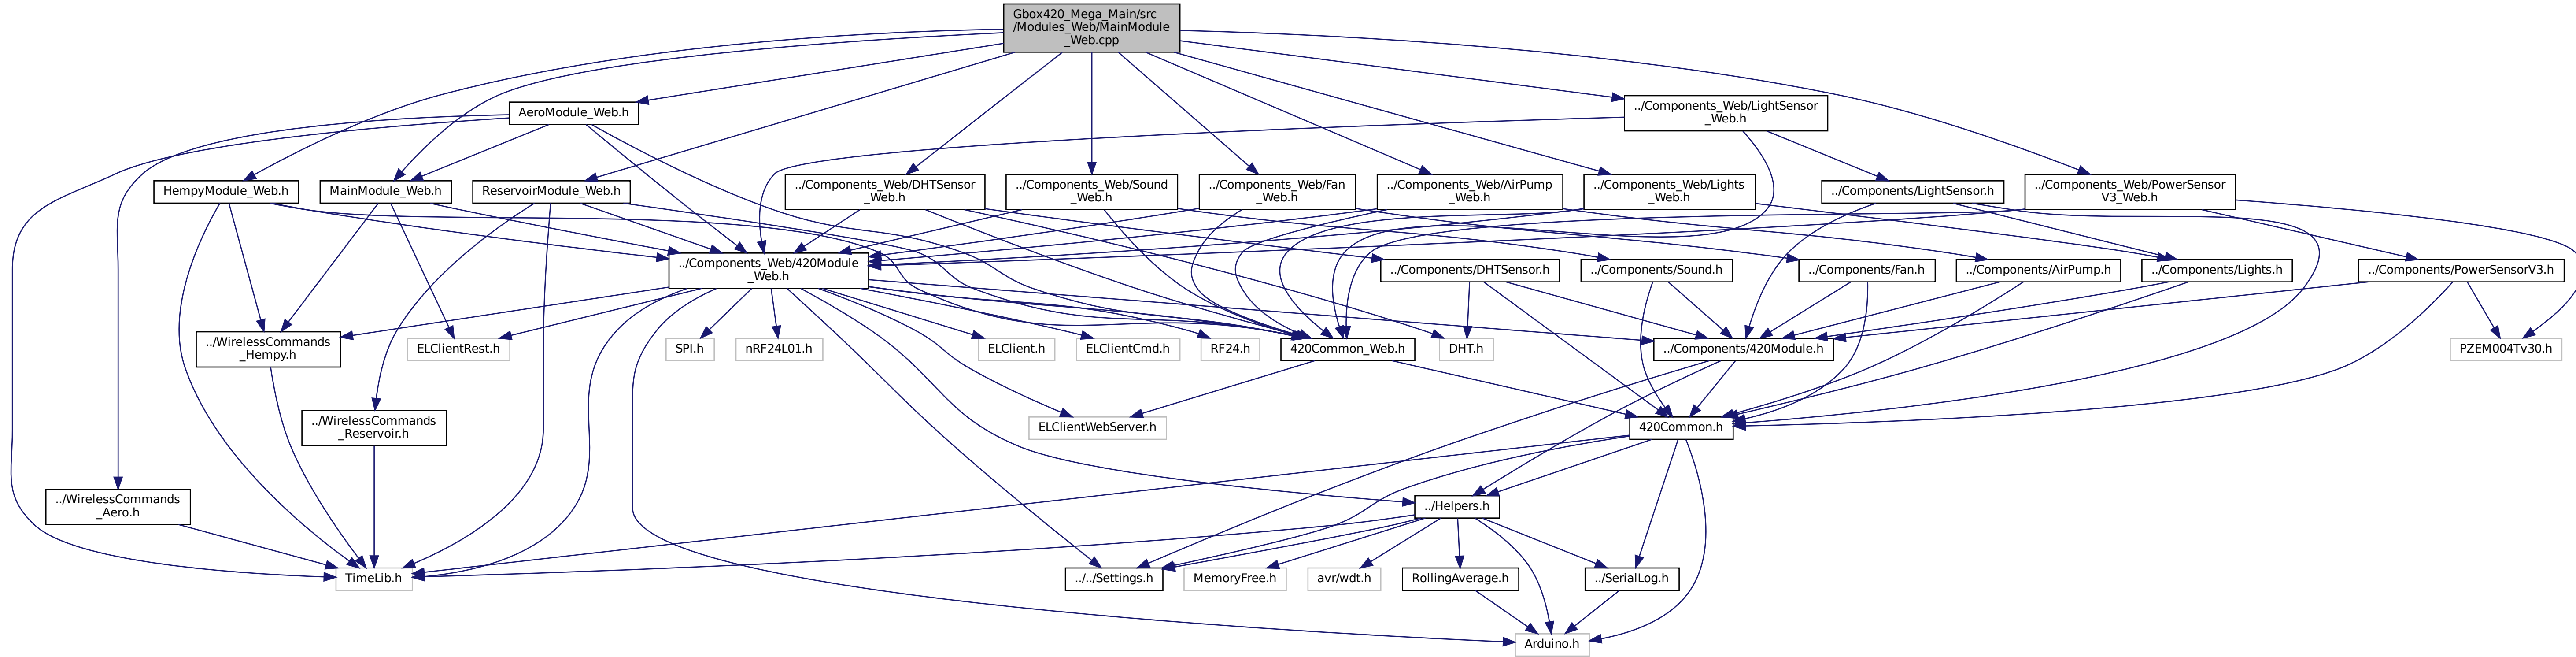 Gbox420_Mega_Main/src
/Modules_Web/MainModule
_Web.cpp
AeroModule_Web.h
../Components_Web/LightSensor
_Web.h
HempyModule_Web.h
MainModule_Web.h
ReservoirModule_Web.h
../Components_Web/DHTSensor
_Web.h
../Components_Web/Sound
_Web.h
../Components_Web/Fan
_Web.h
../Components_Web/AirPump
_Web.h
../Components_Web/Lights
_Web.h
../Components/LightSensor.h
../Components_Web/PowerSensor
V3_Web.h
../Components_Web/420Module
_Web.h
../Components/DHTSensor.h
../Components/Sound.h
../Components/Fan.h
../Components/AirPump.h
../Components/Lights.h
../Components/PowerSensorV3.h
../WirelessCommands
_Hempy.h
ELClientRest.h
SPI.h
nRF24L01.h
ELClient.h
ELClientCmd.h
RF24.h
420Common_Web.h
DHT.h
../Components/420Module.h
PZEM004Tv30.h
../WirelessCommands
_Reservoir.h
ELClientWebServer.h
420Common.h
../WirelessCommands
_Aero.h
../Helpers.h
TimeLib.h
../../Settings.h
MemoryFree.h
avr/wdt.h
RollingAverage.h
../SerialLog.h
Arduino.h